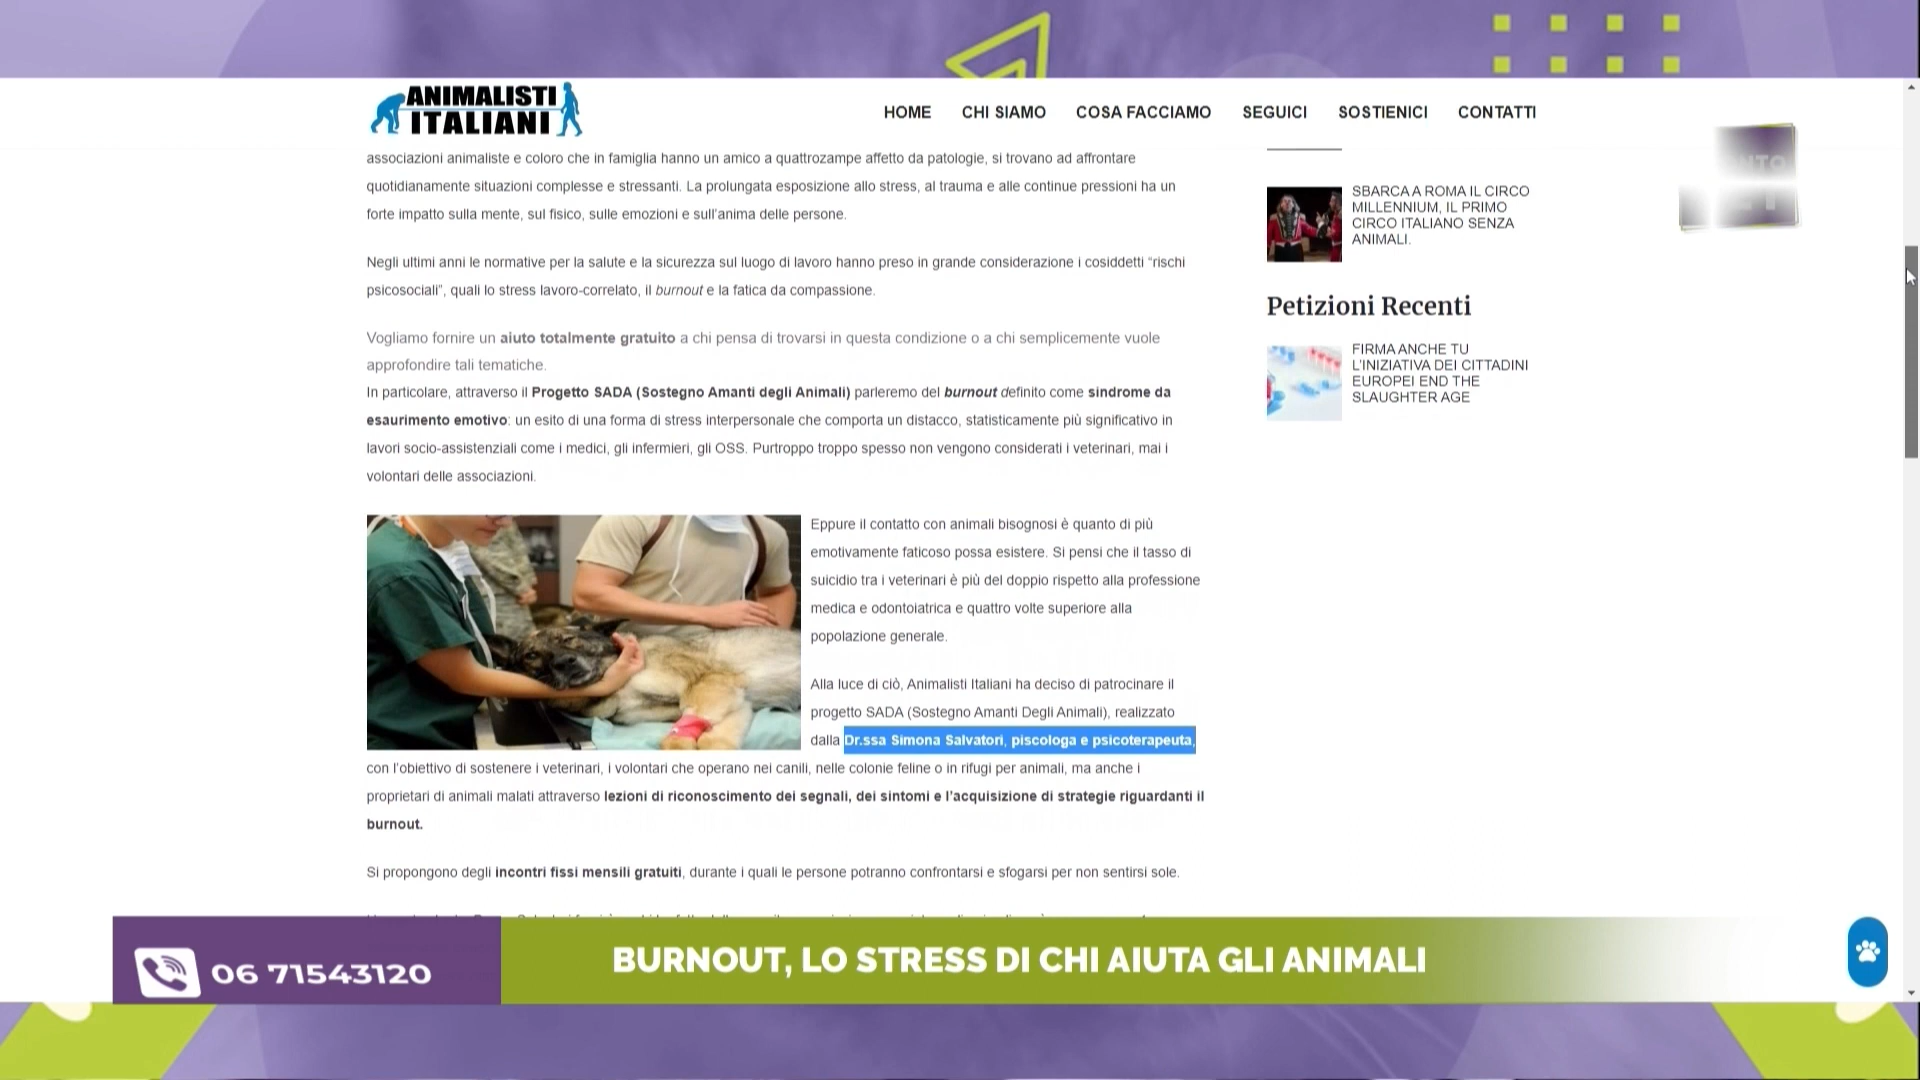 ANIMALISTI
ITALIANI
HOME CHI SIAMO COSA FACCIAMO SEGUICI SOSTIENICI CONTATTI
associazioni animaliste e coloro che in famiglia hanno un amico a quattrozampe affetto da patologie, si trovano ad affrontare
quotidianamente situazioni complesse e stressanti. La prolungata esposizione allo stress, al trauma e alle continue pressioni ha un
forte impatto sulla mente, sul fisico, sulle emozioni e sull'anima delle persone.
Negli ultimi anni le normative per la salute e la sicurezza sul luogo di lavoro hanno preso in grande considerazione i cosiddetti “rischi
psicosociali”, quali lo stress lavoro-correlato, il burnout e la fatica da compassione.
Vogliamo fornire un aiuto totalmente gratuito a chi pensa di trovarsi in questa condizione o a chi semplicemente vuole
approfondire tali tematiche.
In particolare, attraverso il Progetto SADA (Sostegno Amanti degli Animali) parleremo del burnout definito come sindrome da
esaurimento emotivo: un esito di una forma di stress interpersonale che comporta un distacco, statisticamente più significativo in
lavori socio-assistenziali come i medici, gli infermieri, gli OSS. Purtroppo troppo spesso non vengono considerati i veterinari, mai i
volontari delle associazioni.
Eppure il contatto con animali bisognosi è quanto di più
emotivamente faticoso possa esistere. Si pensi che il tasso di
suicidio tra i veterinari è più del doppio rispetto alla professione
medica e odontoiatrica e quattro volte superiore alla
popolazione generale.
Alla luce di ciò, Animalisti Italiani ha deciso di patrocinare il
progetto SADA (Sostegno Amanti Degli Animali), realizzato
dalla Dr.ssa Simona Salvatori, piscologa e psicoterapeuta,
con l'obiettivo di sostenere i veterinari, i volontari che operano nei canili, nelle colonie feline o in rifugi per animali, ma anche i
proprietari di animali malati attraverso lezioni di riconoscimento dei segnali, dei sintomi e l'acquisizione di strategie riguardanti il
burnout.
Si propongono degli incontri fissi mensili gratuiti, durante i quali le persone potranno confrontarsi e sfogarsi per non sentirsi sole.
SBARCA A ROMA IL CIRCO
MILLENNIUM, IL PRIMO
CIRCO ITALIANO SENZA
ANIMALI.
Petizioni Recenti
FIRMA ANCHE TU
L'INIZIATIVA DEI CITTADINI
EUROPEI END THE
SLAUGHTER AGE
06 71543120
BURNOUT, LO STRESS DI CHI AIUTA GLI ANIMALI